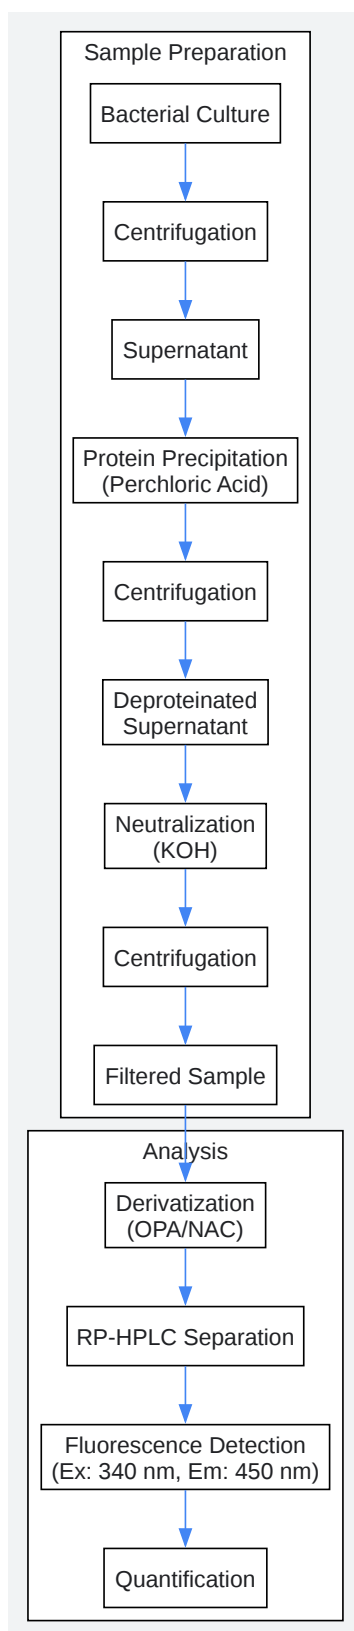 Sample Preparation
Bacterial Culture
Centrifugation
Supernatant
Protein Precipitation
(Perchloric Acid)
Centrifugation
Deproteinated
Supernatant
Neutralization
(KOH)
Centrifugation
Filtered Sample
Analysis
Derivatization
(OPA/NAC)
RP-HPLC Separation
Fluorescence Detection
(Ex: 340 nm, Em: 450 nm)
Quantification